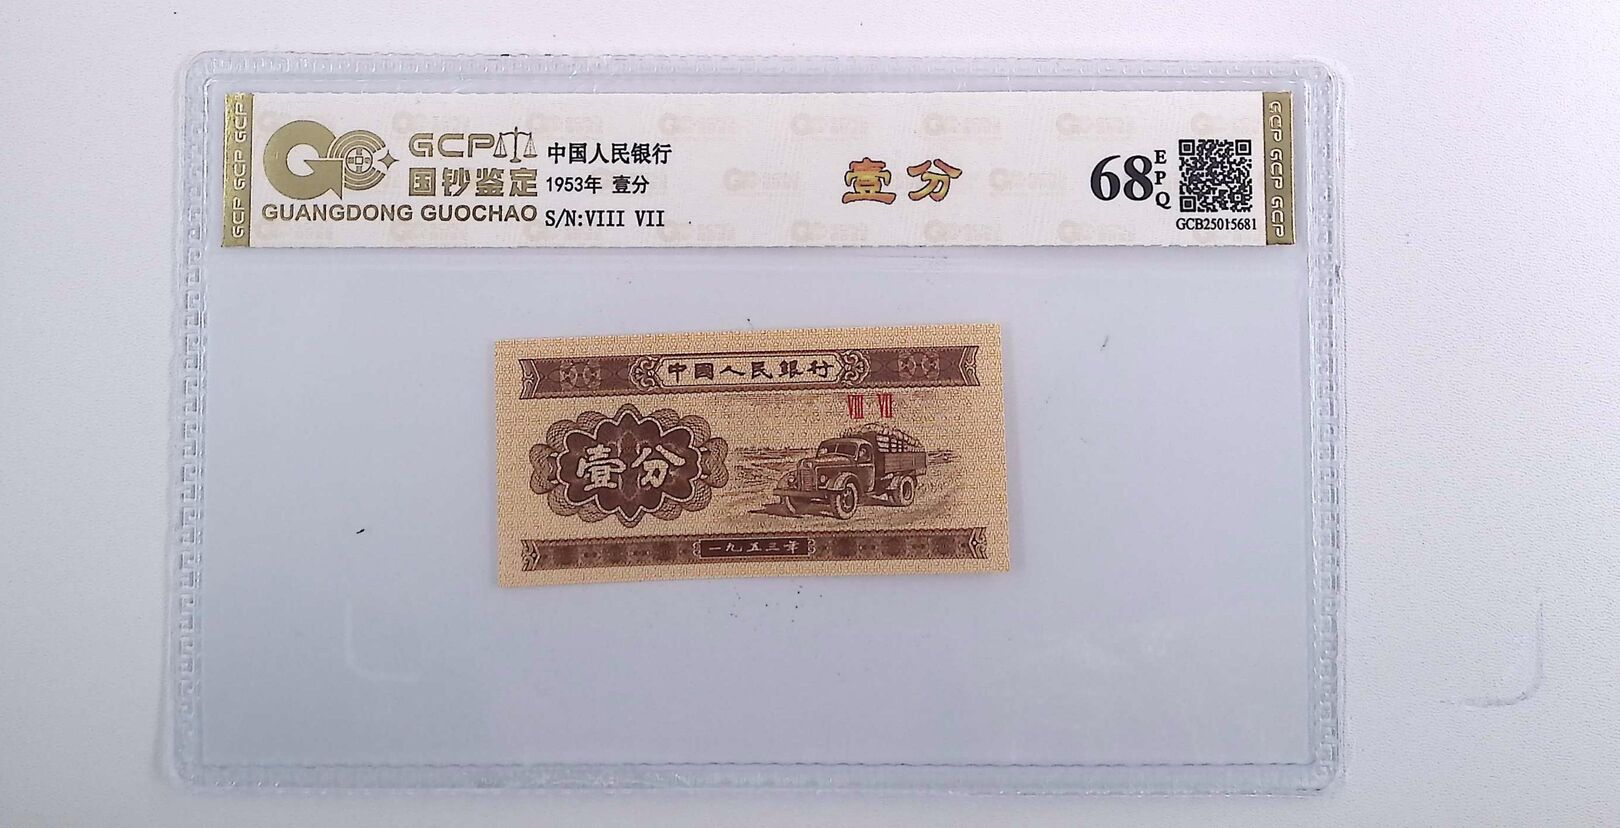 GCP GCP GCP
GCP
国钞鉴定
GUANGDONG GUOCHAO
中国人民银行
1953年 壹分
S/N:VIII VII
壹分
68
EPQ
GCB25015681
GCP GCP GCP
中國人民銀行
VIII VII
壹分
一九五三年